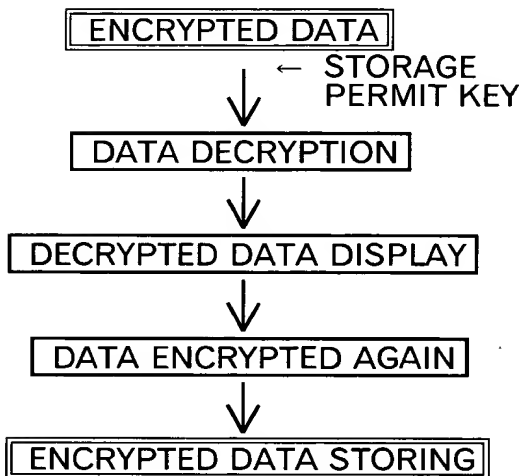 ENCRYPTED DATA
← STORAGE
PERMIT KEY
DATA DECRYPTION
DECRYPTED DATA DISPLAY
DATA ENCRYPTED AGAIN
ENCRYPTED DATA STORING